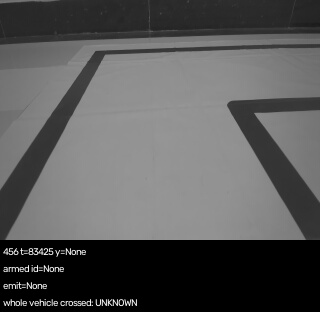 456 t=83425 y=None
armed id=None
emit=None
whole vehicle crossed: UNKNOWN